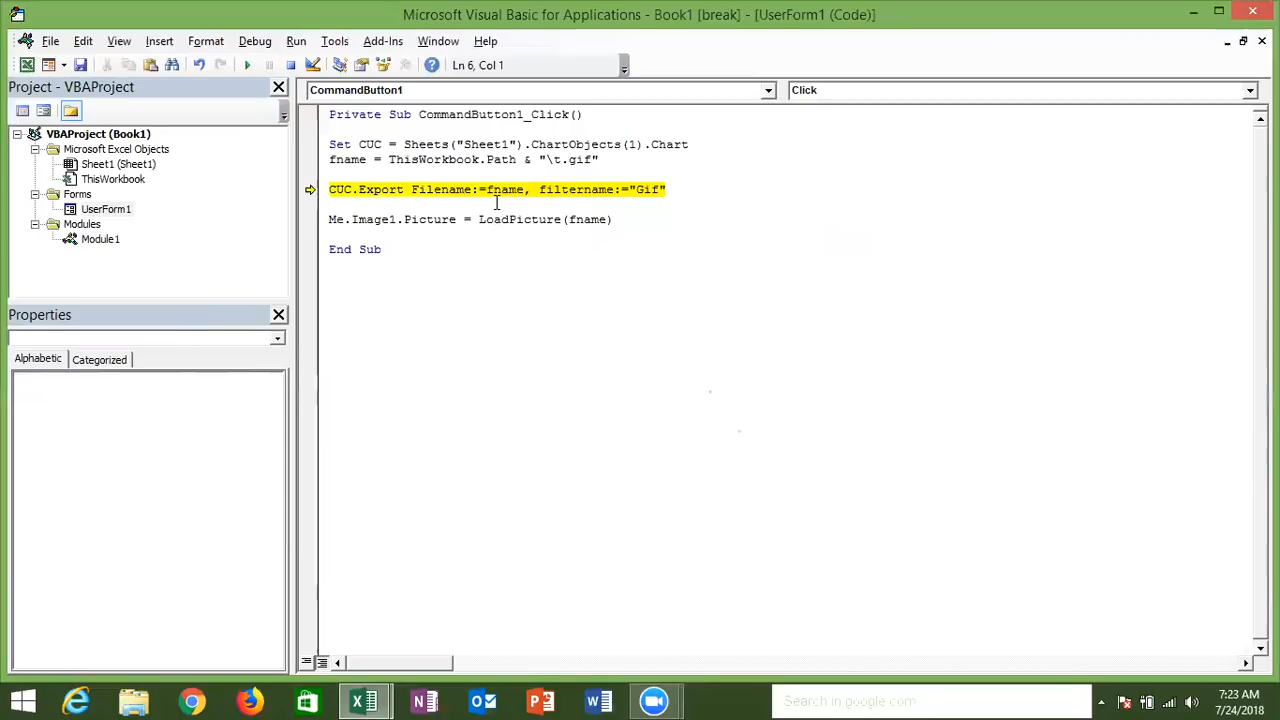 Microsoft Visual Basic for Applications - Book1 [break] - [UserForm1 (Code)]
File Edit View Insert Format Debug Run Tools Add-Ins Window Help
Ln 6, Col 1
Project - VBAProject
CommandButton1
Click
VBAProject (Book1)
Microsoft Excel Objects
Sheet1 (Sheet1)
ThisWorkbook
Forms
UserForm1
Modules
Module1
Private Sub CommandButton1_Click()
Set CUC = Sheets("Sheet1").ChartObjects(1).Chart
fname = ThisWorkbook.Path & "\t.gif"
CUC.Export Filename:=fname, filtername:="Gif"
Me.Image1.Picture = LoadPicture(fname)
End Sub
Properties
Alphabetic Categorized
Search in google.com
7:23 AM
7/24/2018